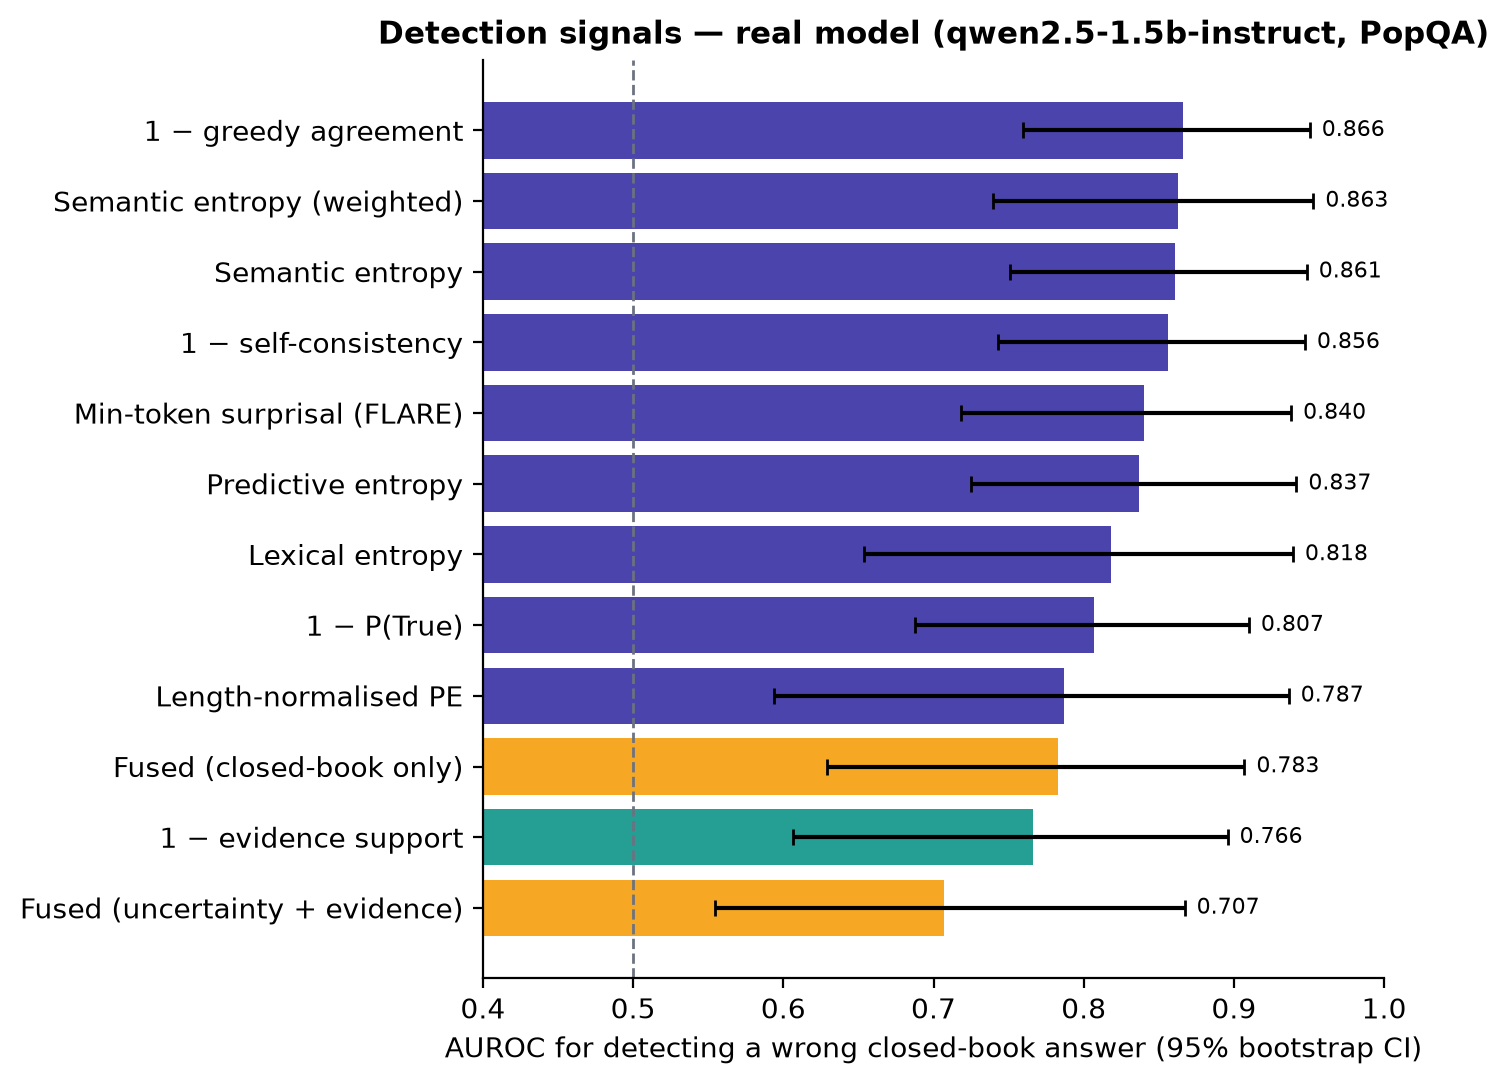 Detection signals — real model (qwen2.5-1.5b-instruct, PopQA)
1 − greedy agreement 0.866
Semantic entropy (weighted) 0.863
Semantic entropy 0.861
1 − self-consistency 0.856
Min-token surprisal (FLARE) 0.840
Predictive entropy 0.837
Lexical entropy 0.818
1 − P(True) 0.807
Length-normalised PE 0.787
Fused (closed-book only) 0.783
1 − evidence support 0.766
Fused (uncertainty + evidence) 0.707
0.4 0.5 0.6 0.7 0.8 0.9 1.0
AUROC for detecting a wrong closed-book answer (95% bootstrap CI)